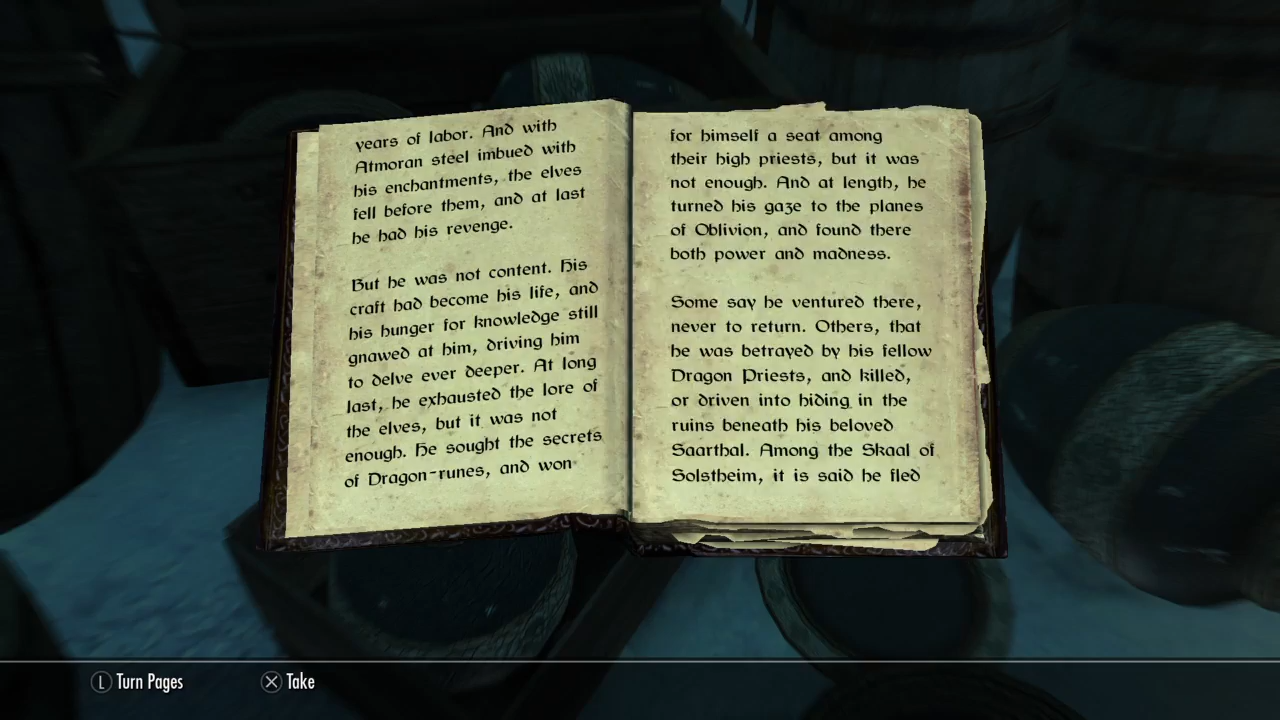 years of labor. And with
Atmoran steel imbued with
his enchantments, the elves
fell before them, and at last
he had his revenge.
But he was not content. His
craft had become his life, and
his hunger for knowledge still
gnawed at him, driving him
to delve ever deeper. At long
last, he exhausted the lore of
the elves, but it was not
enough. He sought the secrets
of Dragon-runes, and won
for himself a seat among
their high priests, but it was
not enough. And at length, he
turned his gaze to the planes
of Oblivion, and found there
both power and madness.
Some say he ventured there,
never to return. Others, that
he was betrayed by his fellow
Dragon Priests, and killed,
or driven into hiding in the
ruins beneath his beloved
Saarthal. Among the Skaal of
Solstheim, it is said he fled
L Turn Pages
X Take